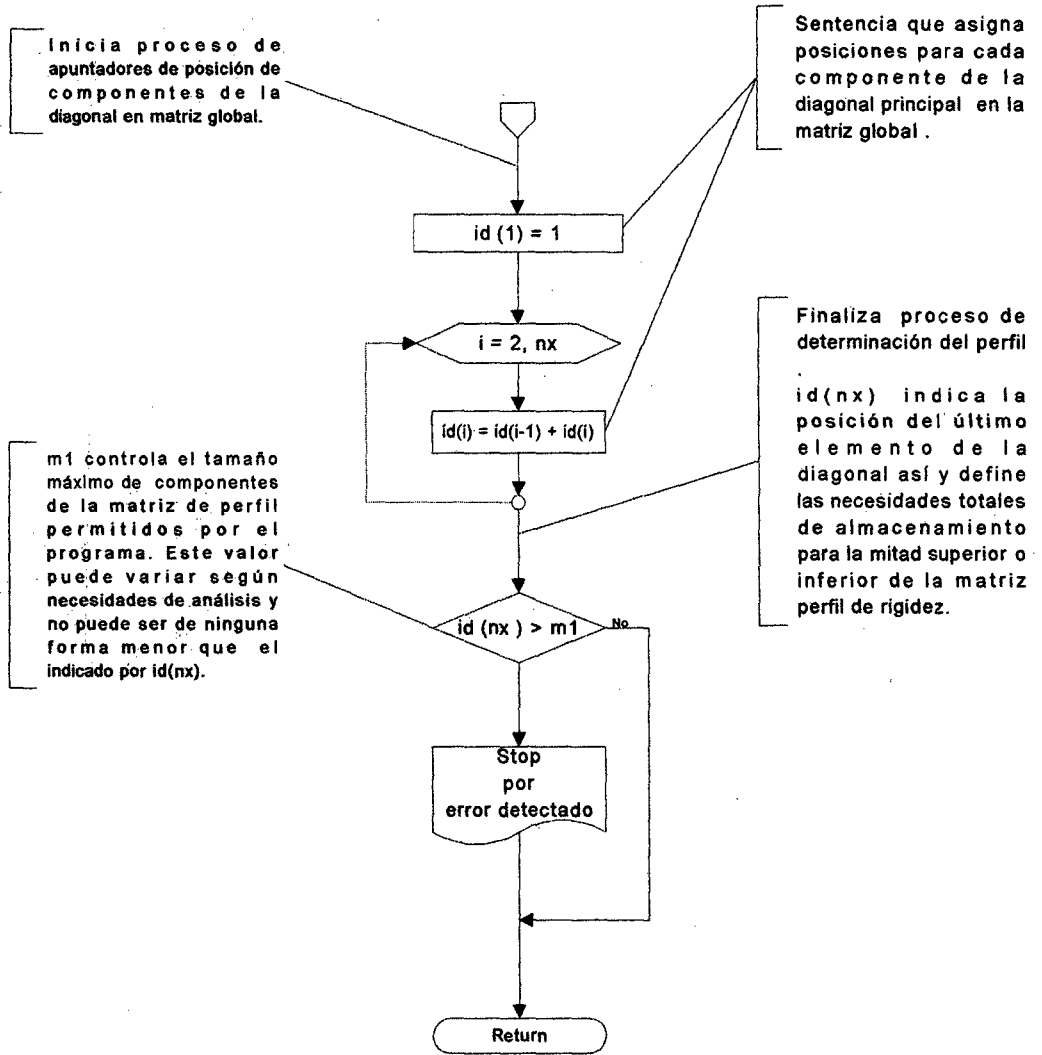 Inicia proceso de
apuntadores de posición de
componentes de la
diagonal en matriz global.
Sentencia que asigna
posiciones para cada
componente de la
diagonal principal en la
matriz global .
id (1) = 1
i = 2, nx
id(i) = id(i-1) + id(i)
Finaliza proceso de
determinación del perfil
.
id(nx) indica la
posición del último
elemento de la
diagonal así y define
las necesidades totales
de almacenamiento
para la mitad superior o
inferior de la matriz
perfil de rigidez.
m1 controla el tamaño
máximo de componentes
de la matriz de perfil
permitidos por el
programa. Este valor
puede variar según
necesidades de análisis y
no puede ser de ninguna
forma menor que el
indicado por id(nx).
id (nx ) > m1
No
Stop
por
error detectado
Return